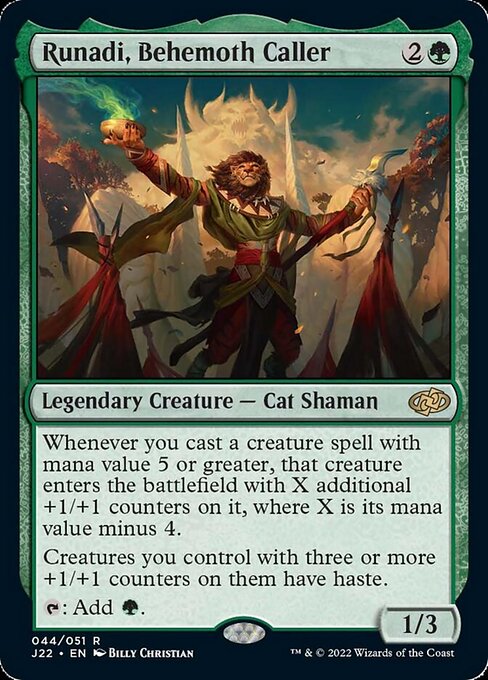 Runadi, Behemoth Caller 2
Legendary Creature — Cat Shaman
Whenever you cast a creature spell with
mana value 5 or greater, that creature
enters the battlefield with X additional
+1/+1 counters on it, where X is its mana
value minus 4.
Creatures you control with three or more
+1/+1 counters on them have haste.
: Add .
1/3
044/051 R
J22 • EN Billy Christian
™ & © 2022 Wizards of the Coast